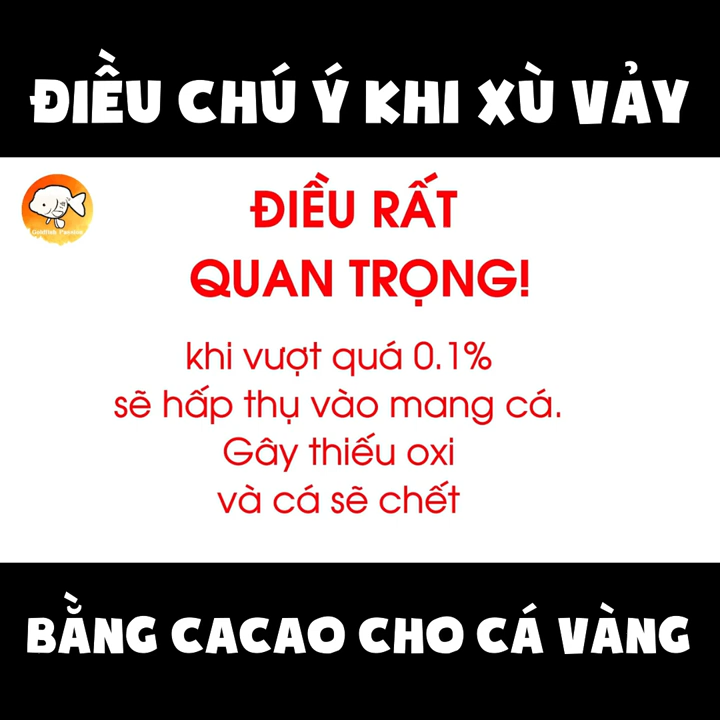 ĐIỀU CHÚ Ý KHI XÙ VẢY
ĐIỀU RẤT
QUAN TRỌNG!
khi vượt quá 0.1%
sẽ hấp thụ vào mang cá.
Gây thiếu oxi
và cá sẽ chết
BẰNG CACAO CHO CÁ VÀNG